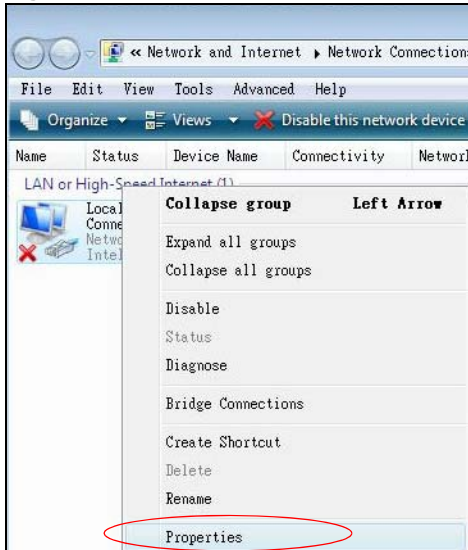 « Network and Internet ▸ Network Connections
File Edit View Tools Advanced Help
Organize Views Disable this network device
Name Status Device Name Connectivity Network
LAN or High-Speed Internet (1)
Collapse group Left Arrow
Local
Conne
Netwo
Intel
Expand all groups
Collapse all groups
Disable
Status
Diagnose
Bridge Connections
Create Shortcut
Delete
Rename
Properties